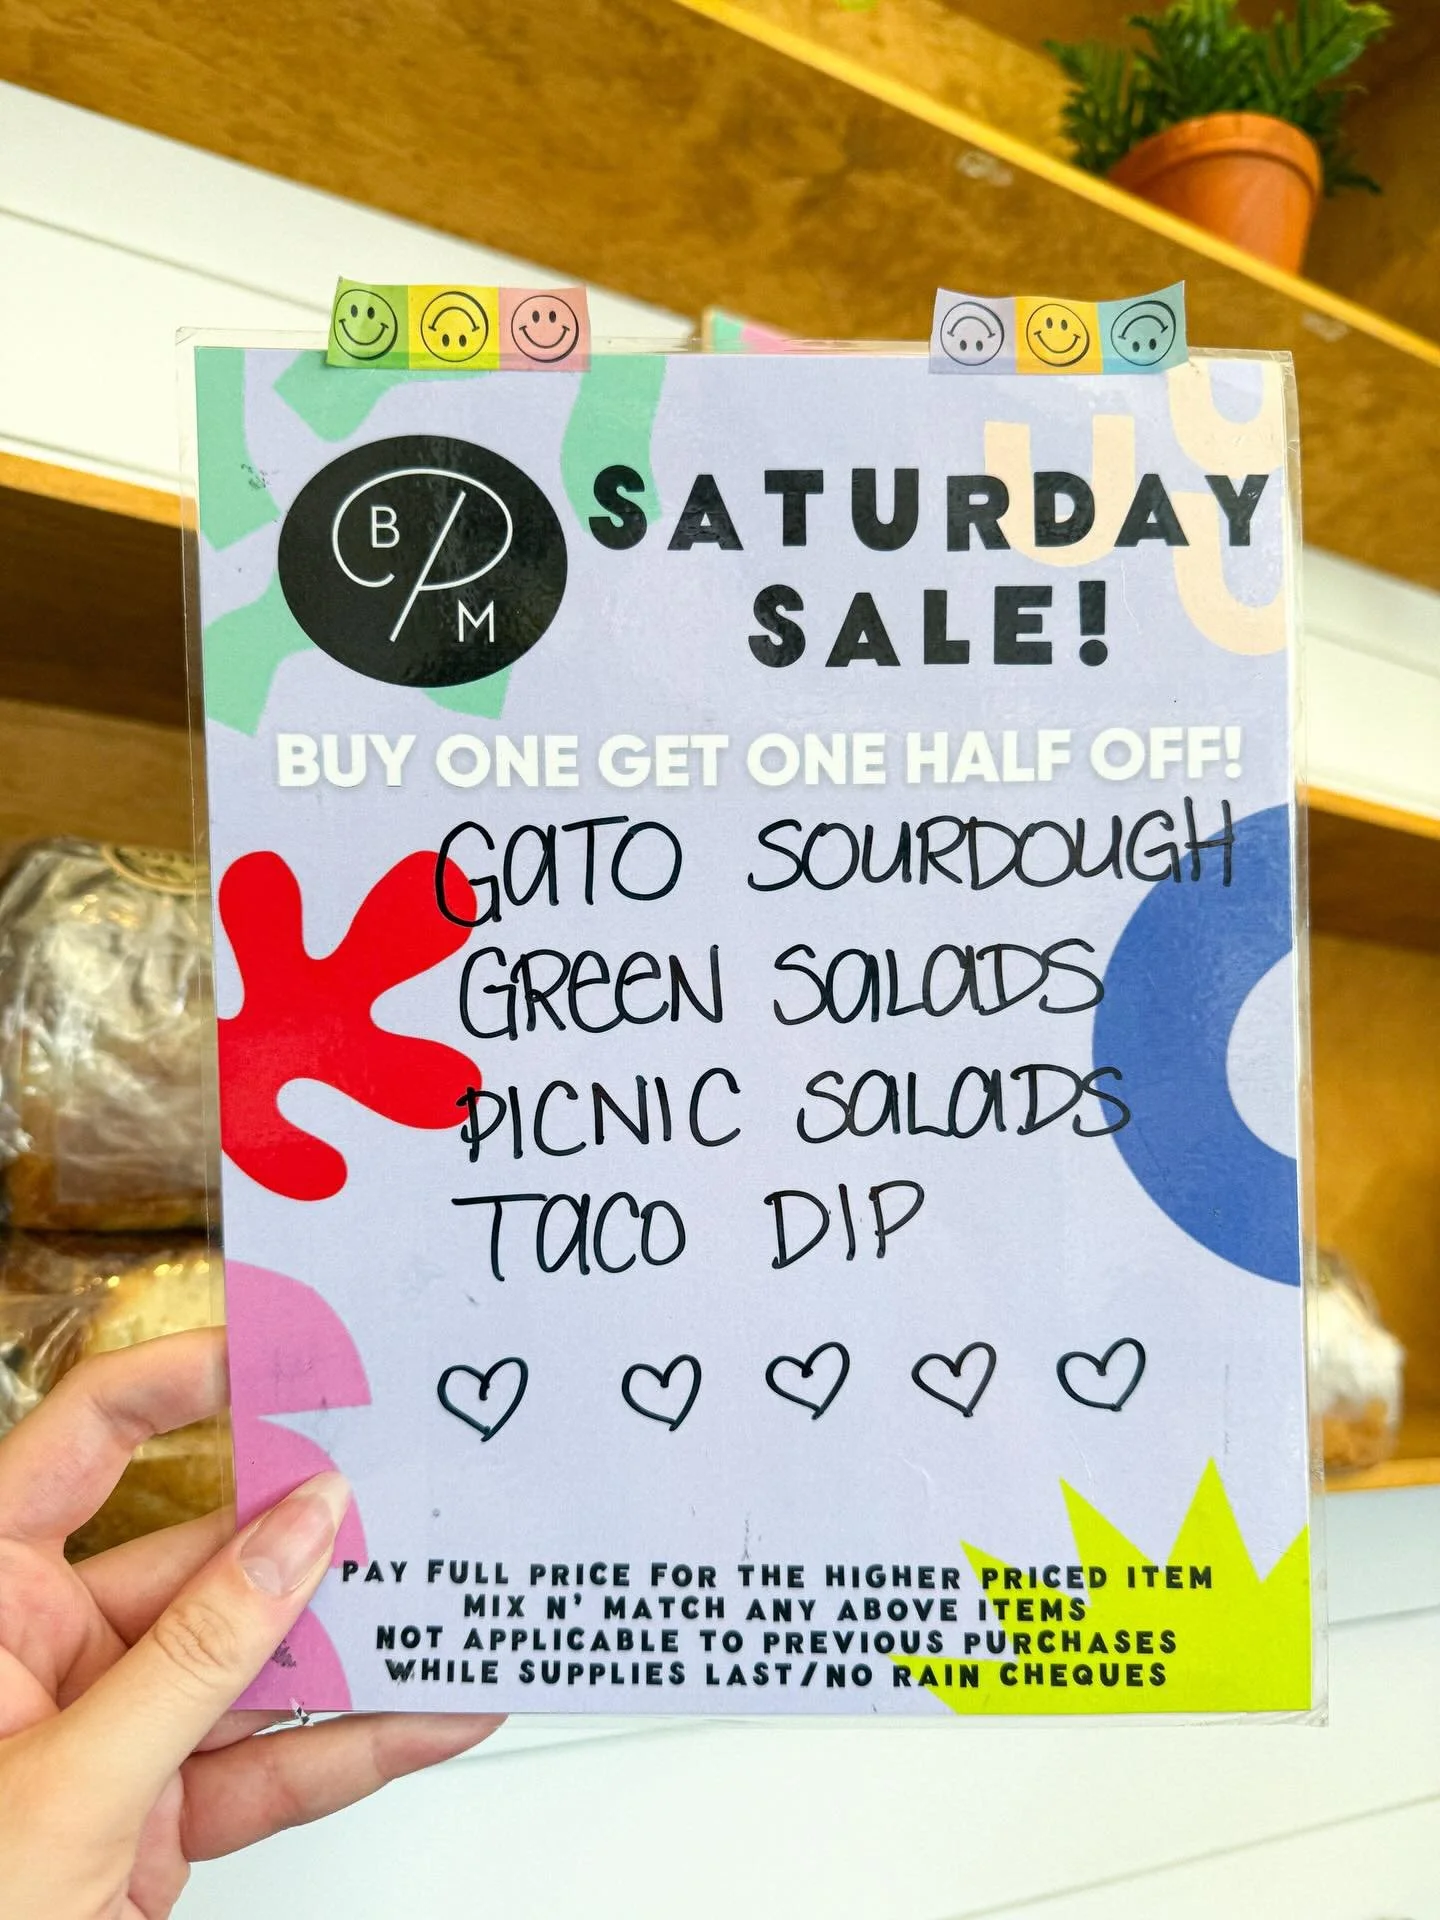 B P M
SATURDAY
SALE!
BUY ONE GET ONE HALF OFF!
GATO SOURDOUGH
GREEN SALADS
PICNIC SALADS
TACO DIP
PAY FULL PRICE FOR THE HIGHER PRICED ITEM
MIX N' MATCH ANY ABOVE ITEMS
NOT APPLICABLE TO PREVIOUS PURCHASES
WHILE SUPPLIES LAST/NO RAIN CHEQUES